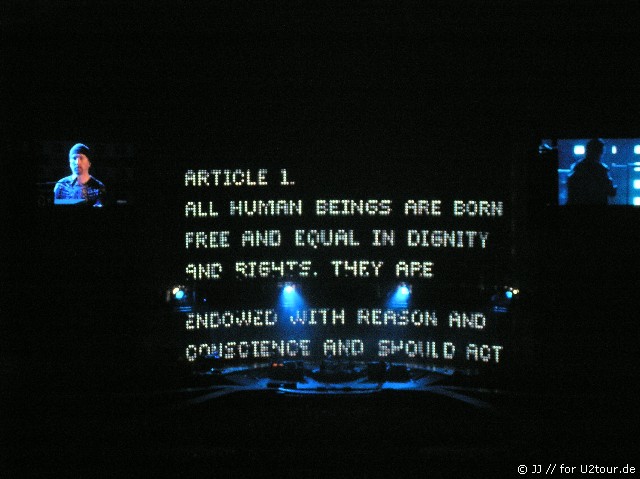 ARTICLE 1.
ALL HUMAN BEINGS ARE BORN
FREE AND EQUAL IN DIGNITY
AND RIGHTS. THEY ARE
ENDOWED WITH REASON AND
CONSCIENCE AND SHOULD ACT
© JJ // for U2tour.de